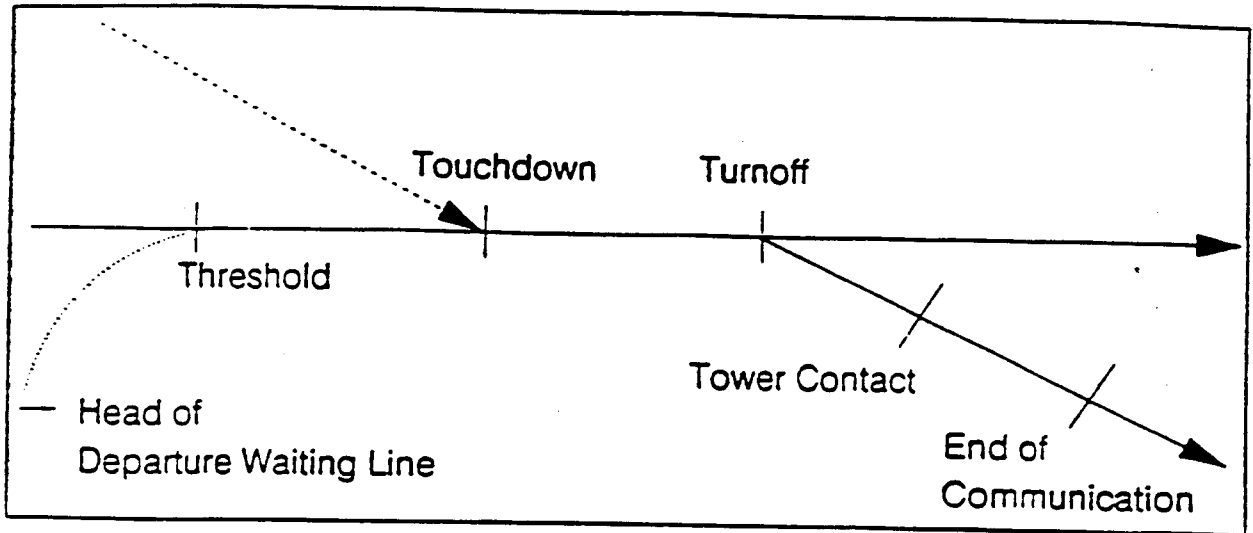 Touchdown
Turnoff
Threshold
Tower Contact
Head of
Departure Waiting Line
End of
Communication